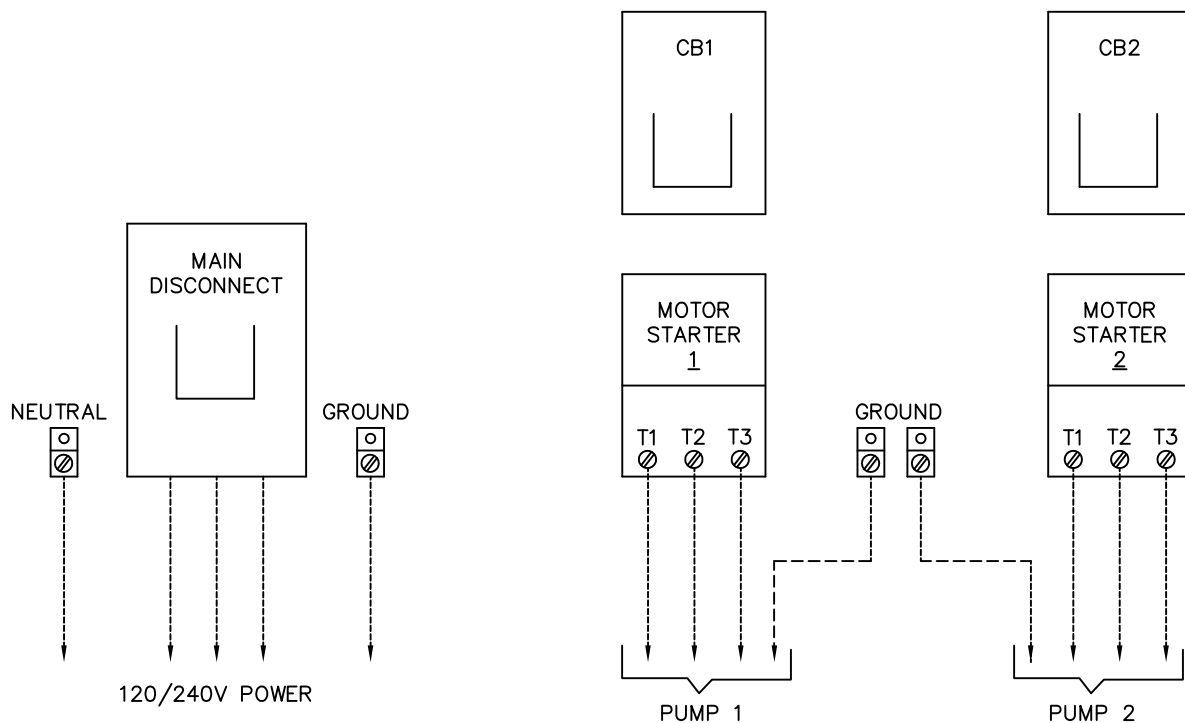 CB1
CB2
MAIN
DISCONNECT
MOTOR
STARTER
1
MOTOR
STARTER
2
NEUTRAL
GROUND
GROUND
T1 T2 T3
T1 T2 T3
120/240V POWER
PUMP 1
PUMP 2